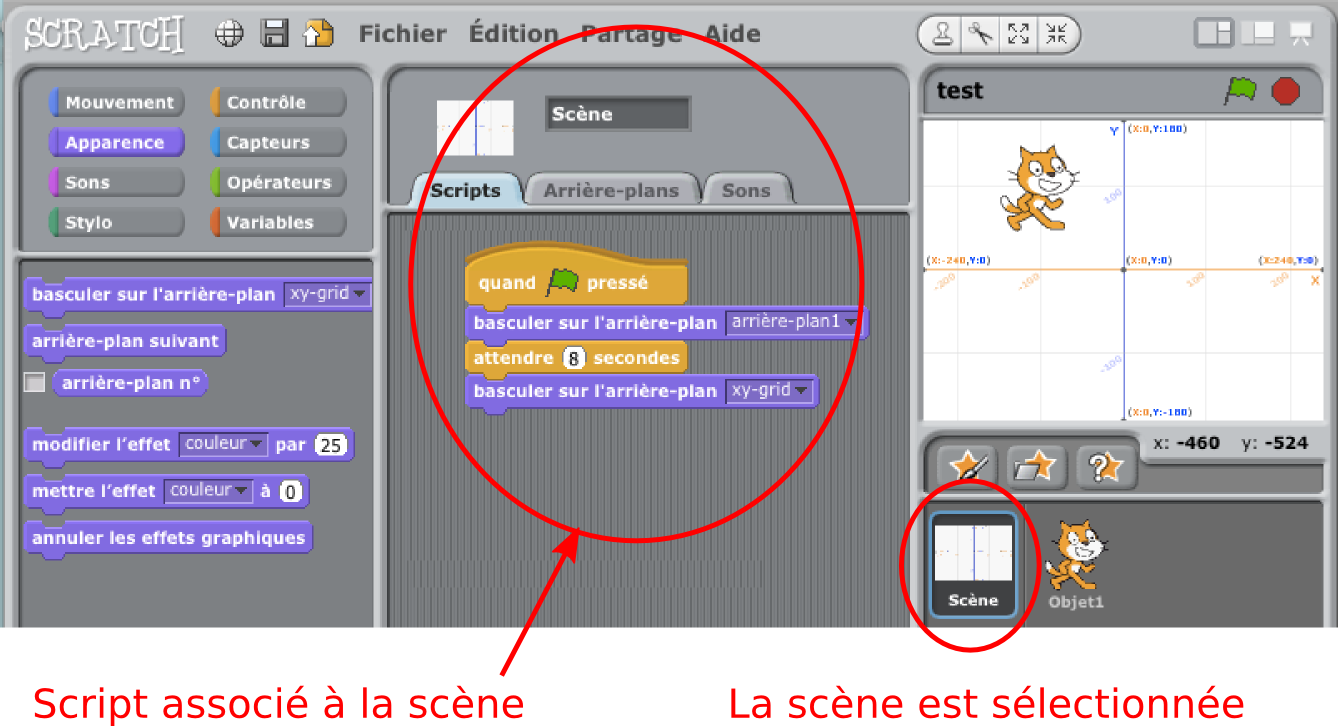 SCRATCH Fichier Édition Partage Aide
Mouvement Contrôle
Apparence Capteurs
Sons Opérateurs
Stylo Variables
basculer sur l'arrière-plan xy-grid
arrière-plan suivant
arrière-plan n°
modifier l'effet couleur par 25
mettre l'effet couleur à 0
annuler les effets graphiques
Scène
Scripts Arrière-plans Sons
quand pressé
basculer sur l'arrière-plan arrière-plan1
attendre 8 secondes
basculer sur l'arrière-plan xy-grid
test
Y (X:0,Y:180)
100
(X:-240,Y:0) (X:0,Y:0) (X:240,Y:0)
-200 -100 100 200 X
-100
(X:0,Y:-180)
x: -460 y: -524
Scène Objet1
Script associé à la scène
La scène est sélectionnée